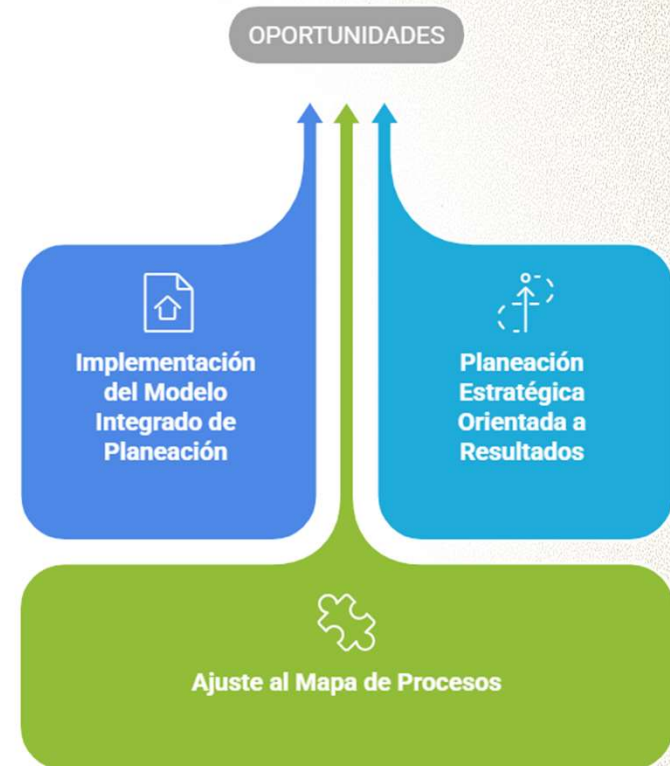 OPORTUNIDADES
Implementación
del Modelo
Integrado de
Planeación
Planeación
Estratégica
Orientada a
Resultados
Ajuste al Mapa de Procesos